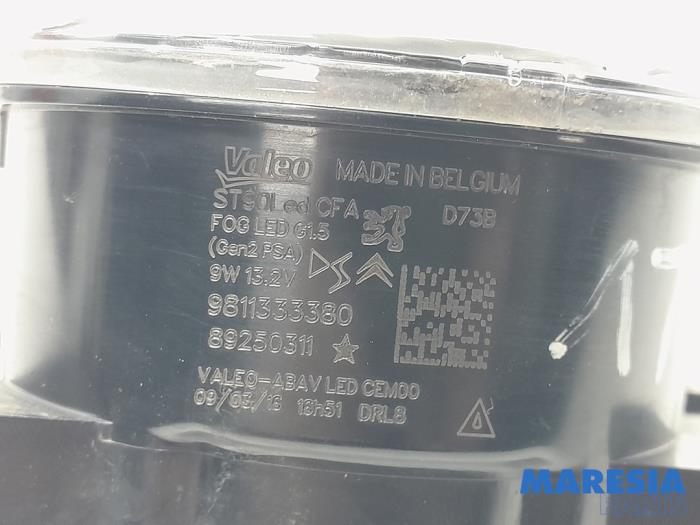 Valeo MADE IN BELGIUM
ST90Led CFA D73B
FOG LED G1.5
(Gen2 PSA)
9W 13.2V
9811333380
89250311
VALEO-ABAV LED CEM00
09/03/16 18h51 DRL8
MARESIA